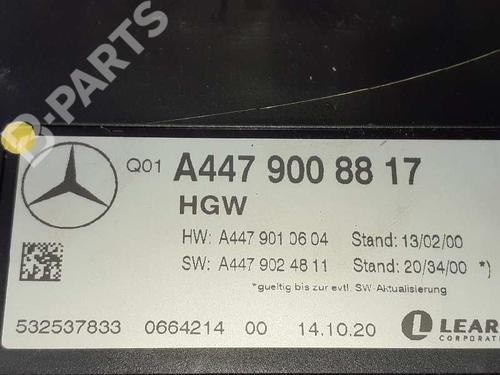 B-PARTS
Q01 A447 900 88 17
HGW
HW: A447 901 06 04 Stand: 13/02/00
SW: A447 902 48 11 Stand: 20/34/00 *)
*gueltig bis zur evtl. SW-Aktualisierung
532537833 0664214 00 14.10.20 LEAR
CORPORATION